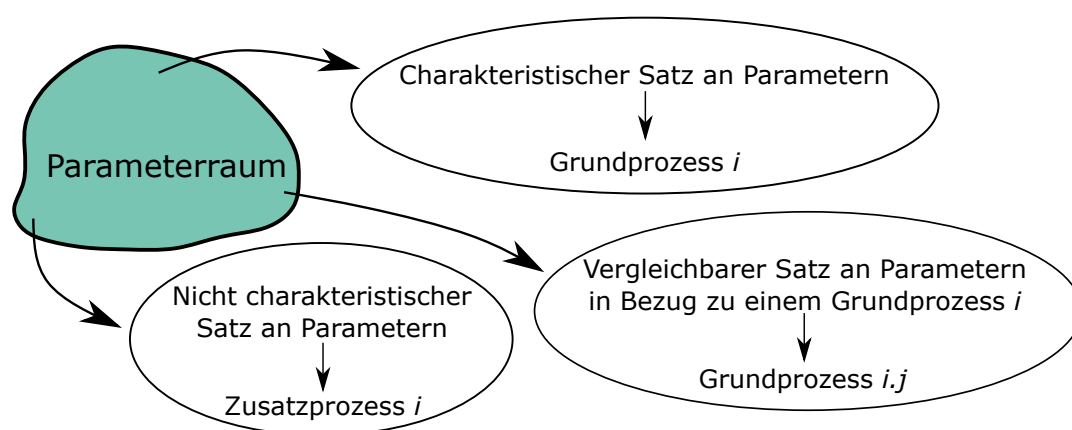 Charakteristischer Satz an Parametern
Grundprozess i
Parameterraum
Vergleichbarer Satz an Parametern
in Bezug zu einem Grundprozess i
Grundprozess i.j
Nicht charakteristischer
Satz an Parametern
Zusatzprozess i